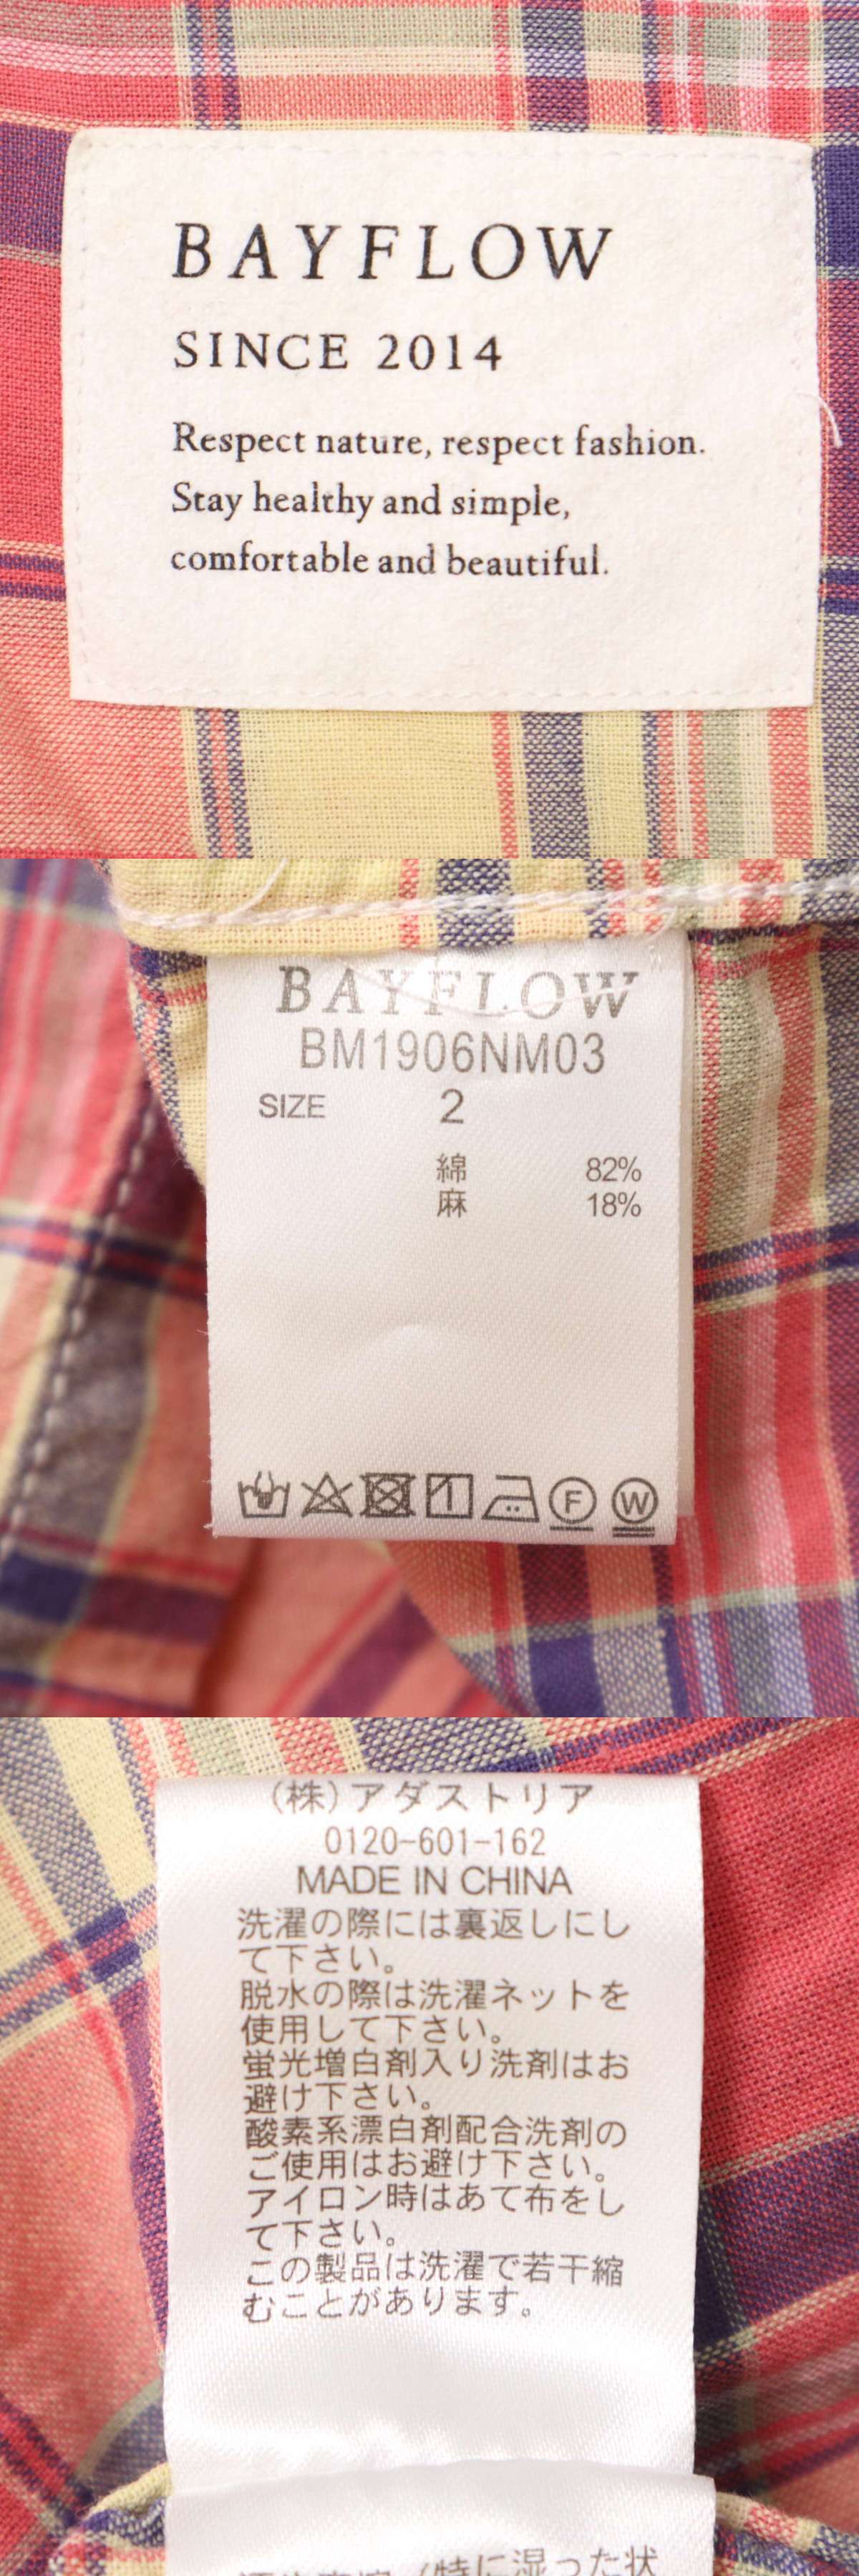 BAYFLOW
SINCE 2014
Respect nature, respect fashion.
Stay healthy and simple,
comfortable and beautiful.
BAYFLOW
BM1906NM03
SIZE 2
綿 82%
麻 18%
F W
(株)アダストリア
0120-601-162
MADE IN CHINA
洗濯の際には裏返しにし
て下さい。
脱水の際は洗濯ネットを
使用して下さい。
蛍光増白剤入り洗剤はお
避け下さい。
酸素系漂白剤配合洗剤の
ご使用はお避け下さい。
アイロン時はあて布をし
て下さい。
この製品は洗濯で若干縮
むことがあります。
(特に湿った状